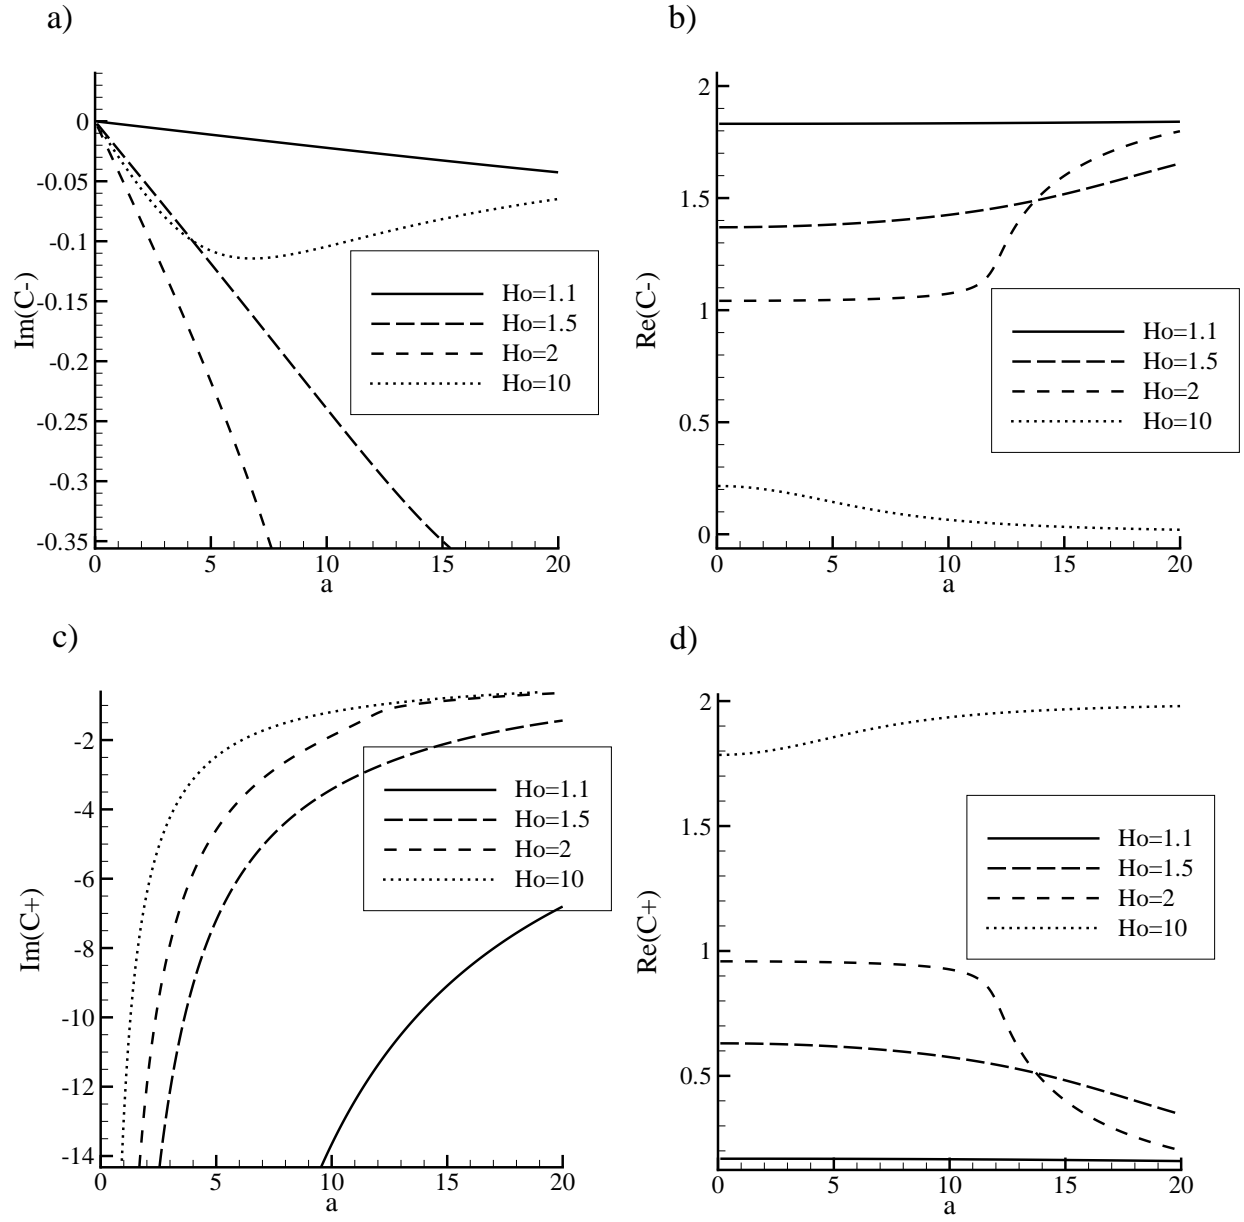 a)
0
-0.05
-0.1
-0.15
-0.2
-0.25
-0.3
-0.35
Im(C-)
0
5
10
15
20
a
Ho=1.1
Ho=1.5
Ho=2
Ho=10
b)
2
1.5
1
0.5
0
Re(C-)
0
5
10
15
20
a
Ho=1.1
Ho=1.5
Ho=2
Ho=10
c)
-2
-4
-6
-8
-10
-12
-14
Im(C+)
0
5
10
15
20
a
Ho=1.1
Ho=1.5
Ho=2
Ho=10
d)
2
1.5
1
0.5
Re(C+)
0
5
10
15
20
a
Ho=1.1
Ho=1.5
Ho=2
Ho=10